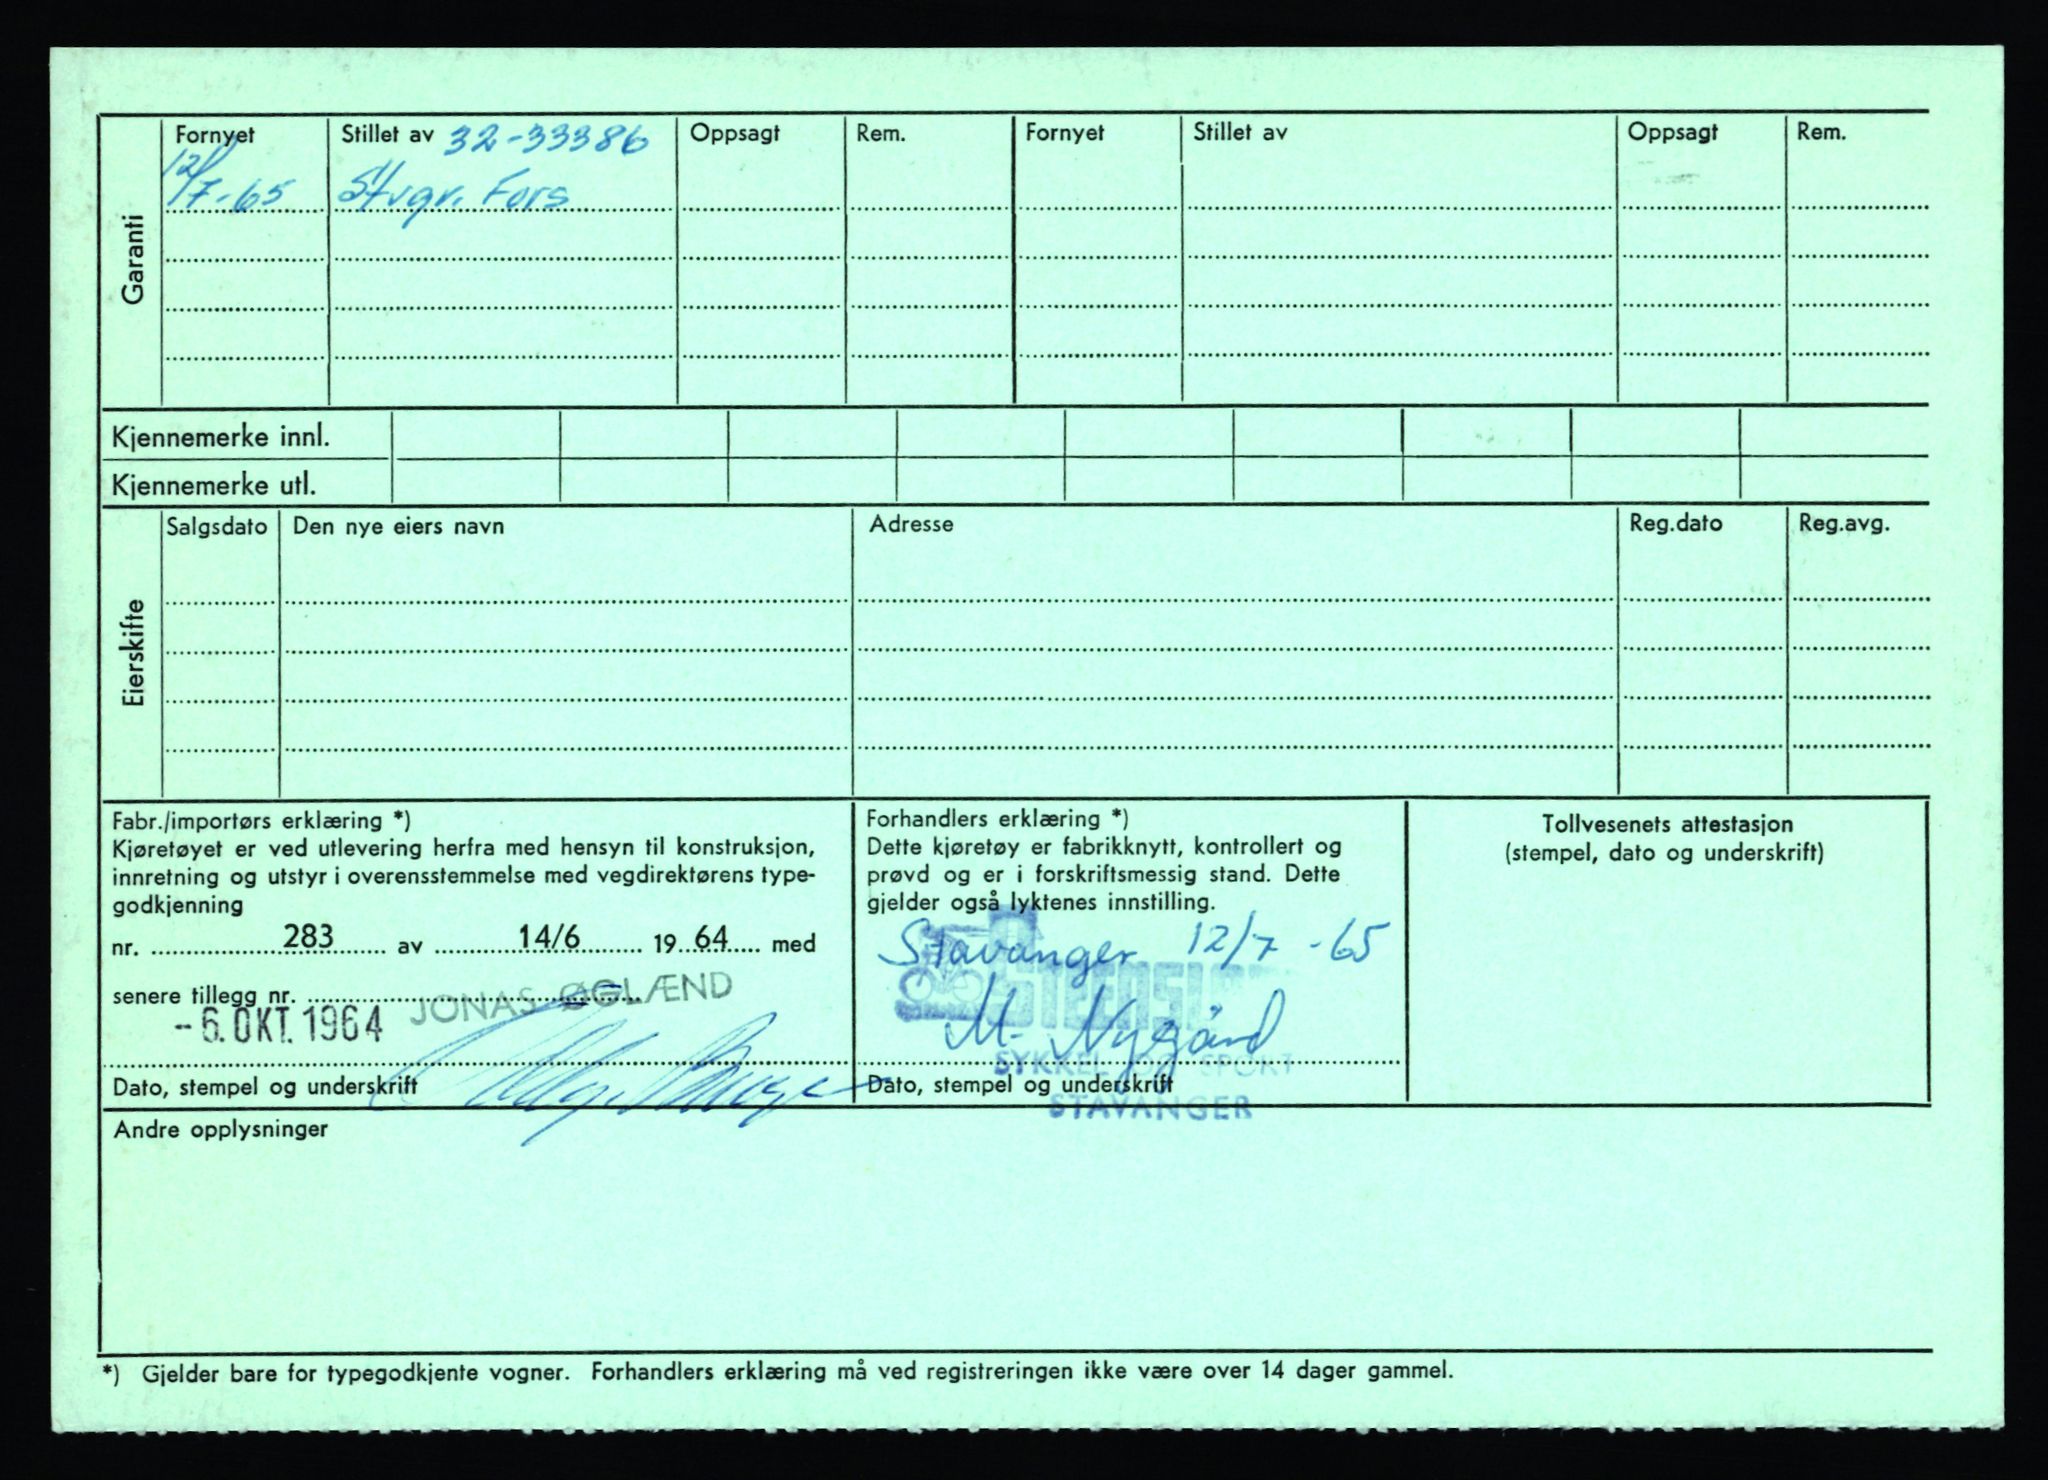 Garanti
Fornyet Stillet av 32-33386 Oppsagt Rem. Fornyet Stillet av Oppsagt Rem.
12/7-65 Stvgr. Fors
Kjennemerke innl.
Kjennemerke utl.
Eierskifte
Salgsdato Den nye eiers navn Adresse Reg.dato Reg.avg.
Fabr./importørs erklæring *)
Kjøretøyet er ved utlevering herfra med hensyn til konstruksjon,
innretning og utstyr i overensstemmelse med vegdirektørens type-
godkjenning
nr. 283 av 14/6 19 64 med
senere tillegg nr.
JONAS ØGLÆND
-6. OKT. 1964
Dato, stempel og underskrift
Forhandlers erklæring *)
Dette kjøretøy er fabrikknytt, kontrollert og
prøvd og er i forskriftsmessig stand. Dette
gjelder også lyktenes innstilling.
Stavanger 12/7-65
M. Nygård
SYKKEL OG SPORT
Dato, stempel og underskrift
STAVANGER
Tollvesenets attestasjon
(stempel, dato og underskrift)
Andre opplysninger
*) Gjelder bare for typegodkjente vogner. Forhandlers erklæring må ved registreringen ikke være over 14 dager gammel.